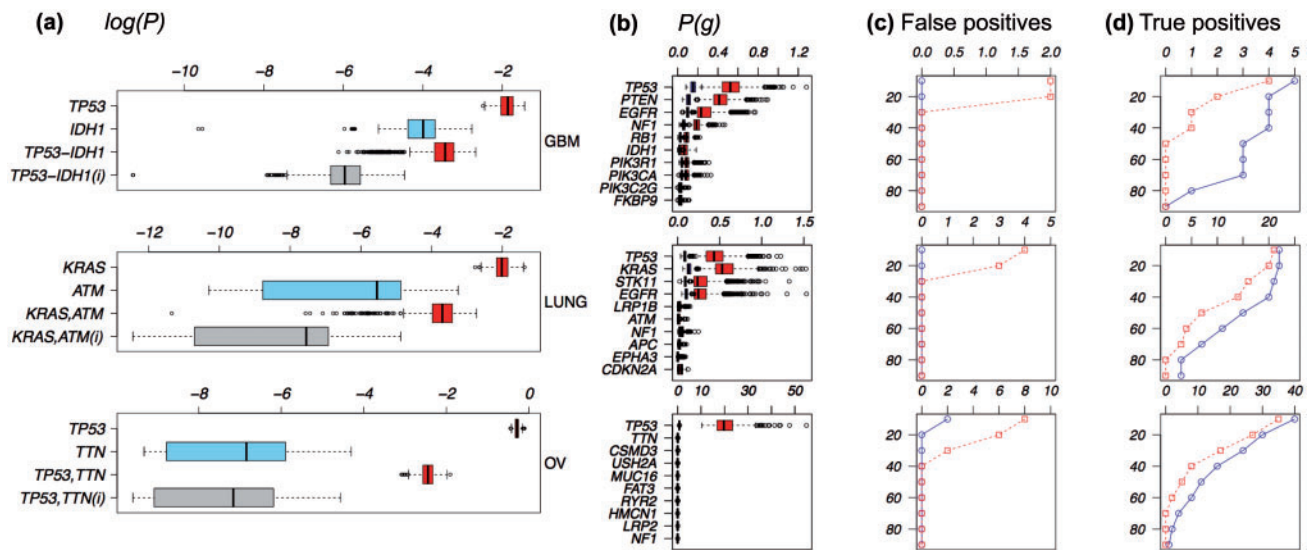 (a) log(P)
−10 −8 −6 −4 −2
TP53
IDH1
TP53−IDH1
TP53−IDH1(i)
GBM
−12 −10 −8 −6 −4 −2
KRAS
ATM
KRAS,ATM
KRAS,ATM(i)
LUNG
−8 −6 −4 −2 0
TP53
TTN
TP53,TTN
TP53,TTN(i)
OV
(b) P(g)
0.0 0.4 0.8 1.2
TP53
PTEN
EGFR
NF1
RB1
IDH1
PIK3R1
PIK3CA
PIK3C2G
FKBP9
0.0 0.5 1.0 1.5
TP53
KRAS
STK11
EGFR
LRP1B
ATM
NF1
APC
EPHA3
CDKN2A
0 10 30 50
TP53
TTN
CSMD3
USH2A
MUC16
FAT3
RYR2
HMCN1
LRP2
NF1
(c) False positives
0.0 0.5 1.0 1.5 2.0
20
40
60
80
0 1 2 3 4 5
20
40
60
80
0 2 4 6 8 10
20
40
60
80
(d) True positives
0 1 2 3 4 5
20
40
60
80
0 5 10 20
20
40
60
80
0 10 20 30 40
20
40
60
80